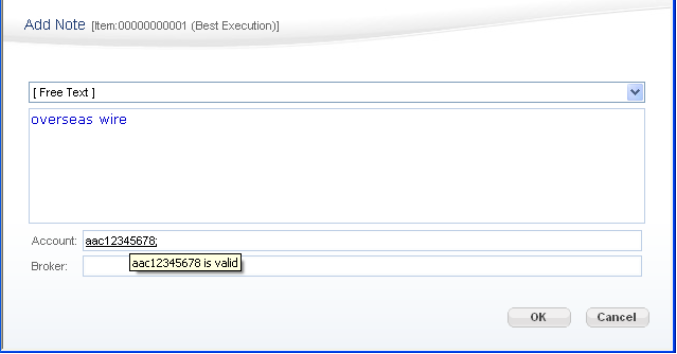 Add Note [Item:00000000001 (Best Execution)]
[ Free Text ]
overseas wire
Account: aac12345678;
aac12345678 is valid
Broker:
OK Cancel